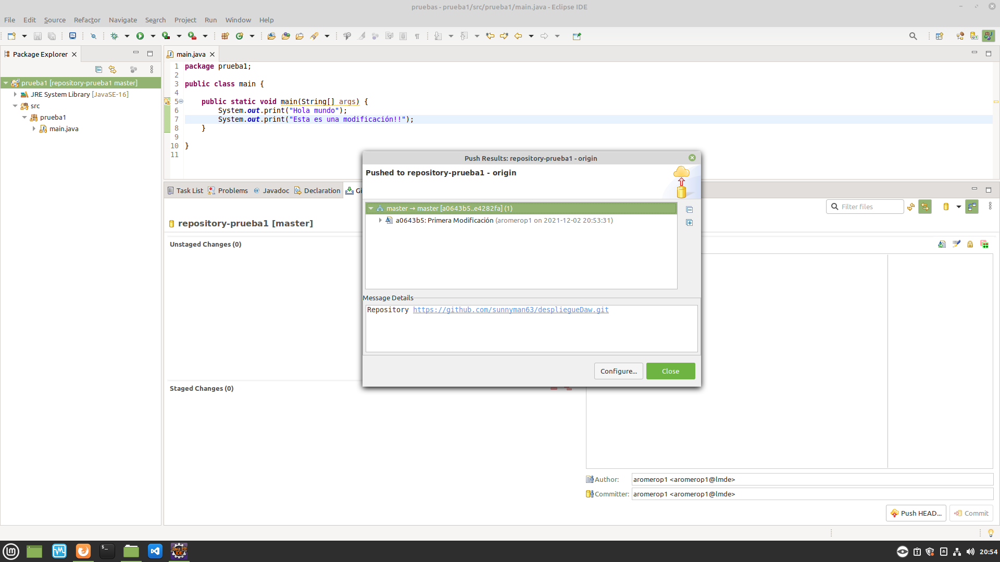 pruebas - prueba1/src/prueba1/main.java - Eclipse IDE
File Edit Source Refactor Navigate Search Project Run Window Help
Package Explorer
main.java
prueba1 [repository-prueba1 master]
JRE System Library [JavaSE-16]
src
prueba1
main.java
1 package prueba1;
2
3 public class main {
4
5 public static void main(String[] args) {
6 System.out.print("Hola mundo");
7 System.out.print("Esta es una modificación!!");
8 }
9
10 }
11
Task List Problems @ Javadoc Declaration Gi
Filter files
repository-prueba1 [master]
Unstaged Changes (0)
Staged Changes (0)
Push Results: repository-prueba1 - origin
Pushed to repository-prueba1 - origin
master → master [a0643b5..e4282fa] (1)
a0643b5: Primera Modificación (aromerop1 on 2021-12-02 20:53:31)
Message Details
Repository https://github.com/sunnyman63/despliegueDaw.git
Configure... Close
Author: aromerop1 <aromerop1@lmde>
Committer: aromerop1 <aromerop1@lmde>
Push HEAD... Commit
Java EE
IDE
20:54